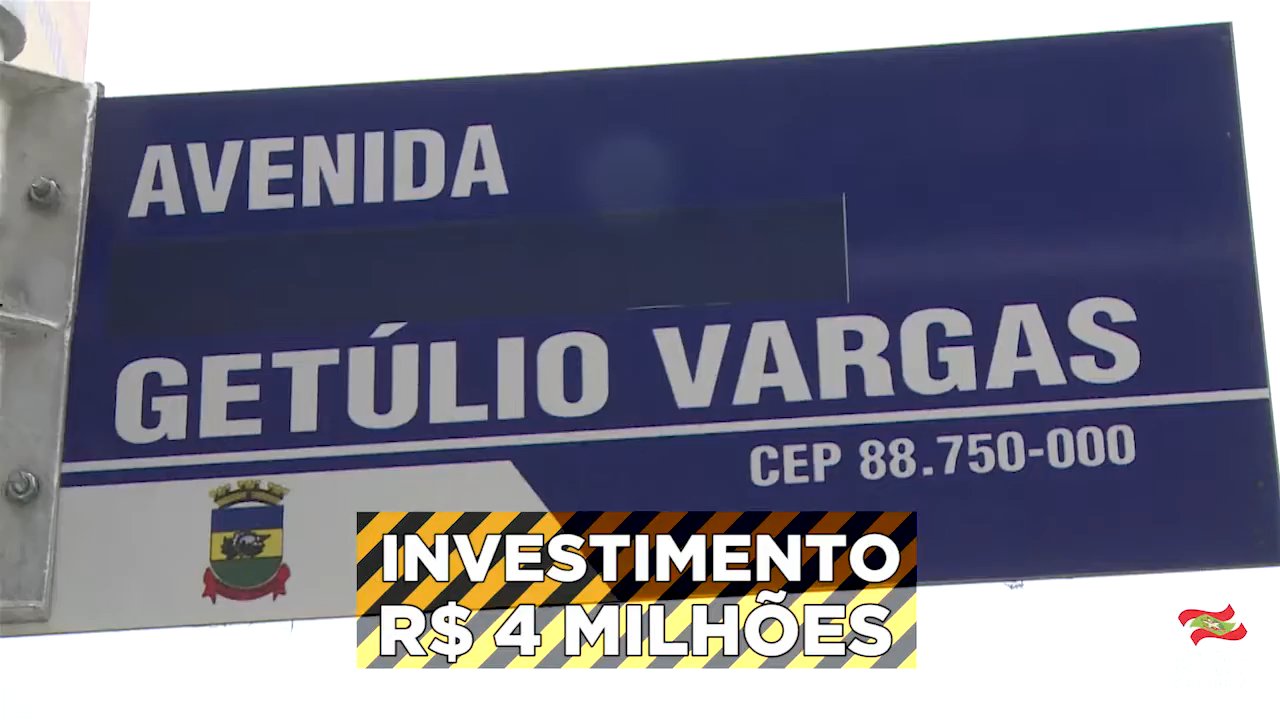 AVENIDA
GETÚLIO VARGAS
CEP 88.750-000
INVESTIMENTO
R$ 4 MILHÕES